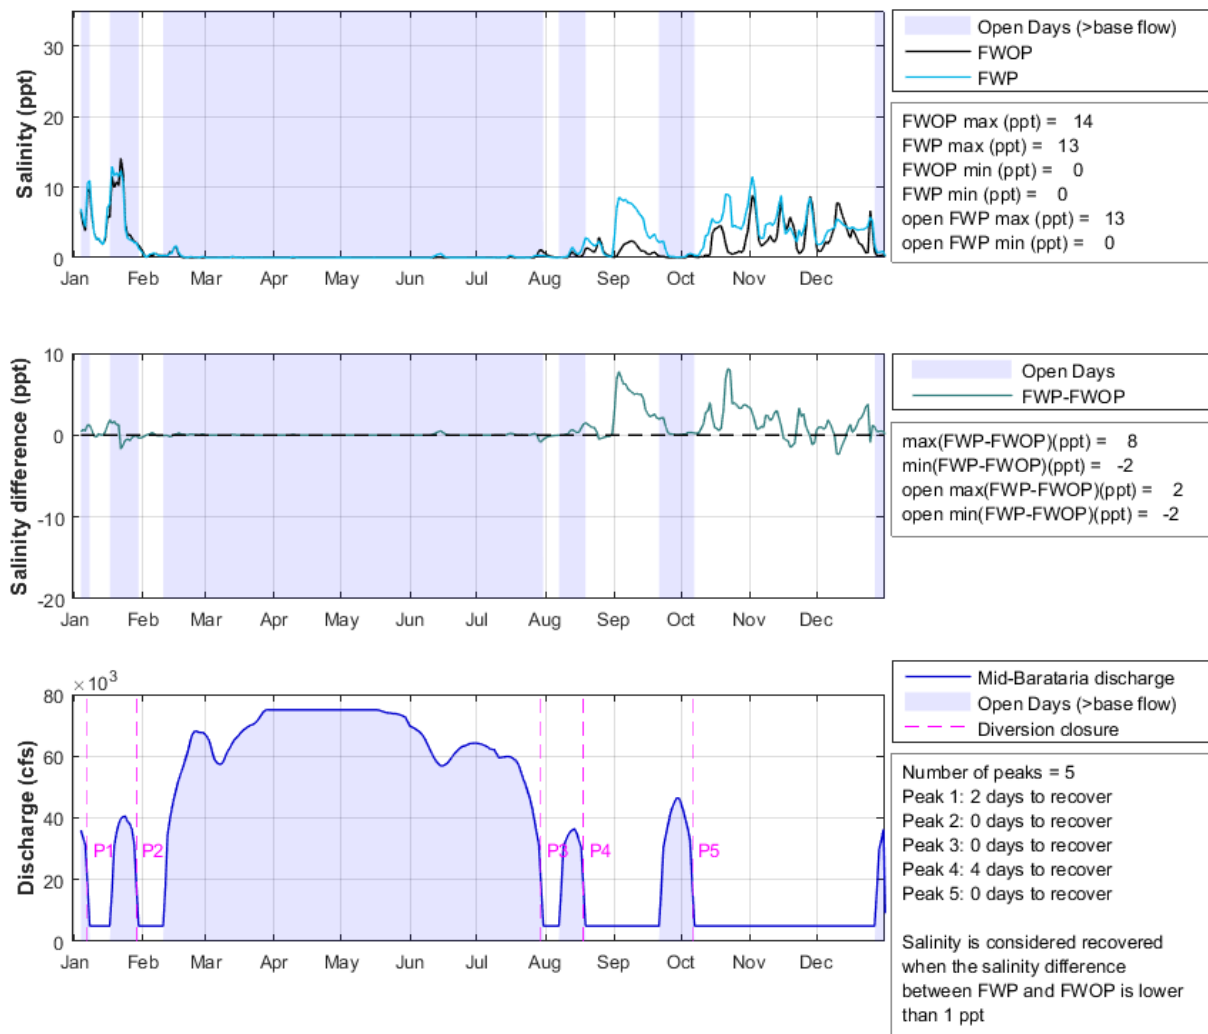 Salinity (ppt)
30
20
10
0
Jan Feb Mar Apr May Jun Jul Aug Sep Oct Nov Dec
Open Days (>base flow)
FWOP
FWP
FWOP max (ppt) = 14
FWP max (ppt) = 13
FWOP min (ppt) = 0
FWP min (ppt) = 0
open FWP max (ppt) = 13
open FWP min (ppt) = 0
Salinity difference (ppt)
10
0
-10
-20
Jan Feb Mar Apr May Jun Jul Aug Sep Oct Nov Dec
Open Days
FWP-FWOP
max(FWP-FWOP)(ppt) = 8
min(FWP-FWOP)(ppt) = -2
open max(FWP-FWOP)(ppt) = 2
open min(FWP-FWOP)(ppt) = -2
Discharge (cfs)
× 10³
80
60
40
20
0
P1 P2 P3 P4 P5
Jan Feb Mar Apr May Jun Jul Aug Sep Oct Nov Dec
Mid-Barataria discharge
Open Days (>base flow)
Diversion closure
Number of peaks = 5
Peak 1: 2 days to recover
Peak 2: 0 days to recover
Peak 3: 0 days to recover
Peak 4: 4 days to recover
Peak 5: 0 days to recover
Salinity is considered recovered
when the salinity difference
between FWP and FWOP is lower
than 1 ppt